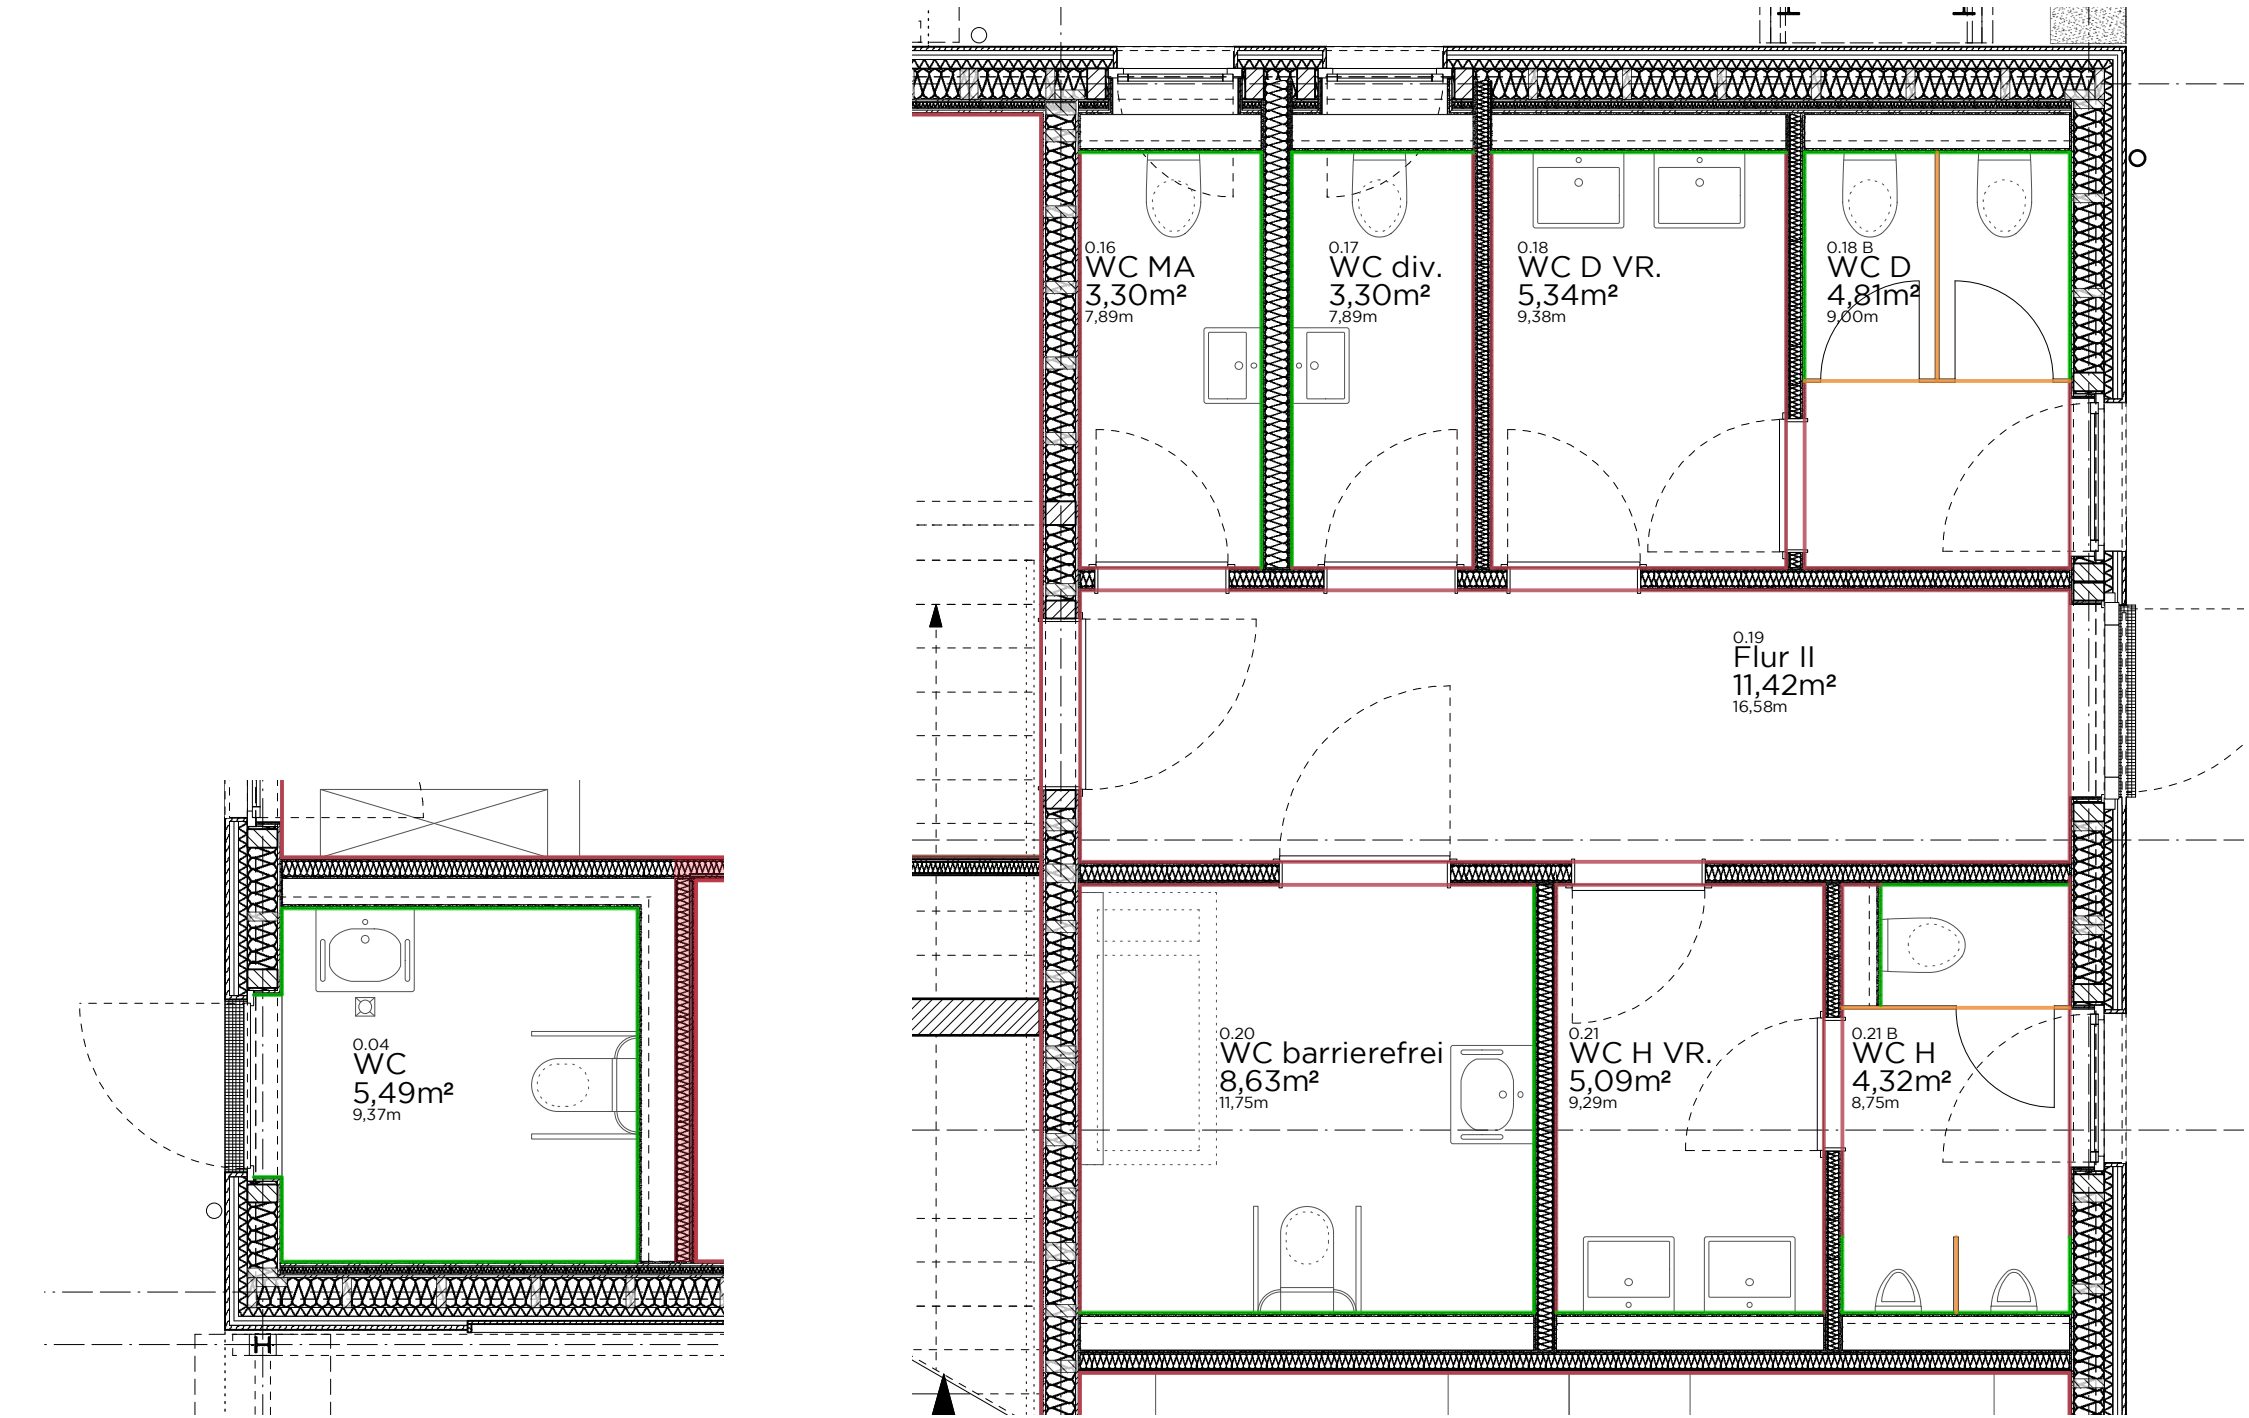 0.16
WC MA
3,30m²
7,89m
0.17
WC div.
3,30m²
7,89m
0.18
WC D VR.
5,34m²
9,38m
0.18 B
WC D
4,81m²
9,00m
0.19
Flur II
11,42m²
16,58m
0.04
WC
5,49m²
9,37m
0.20
WC barrierefrei
8,63m²
11,75m
0.21
WC H VR.
5,09m²
9,29m
0.21 B
WC H
4,32m²
8,75m